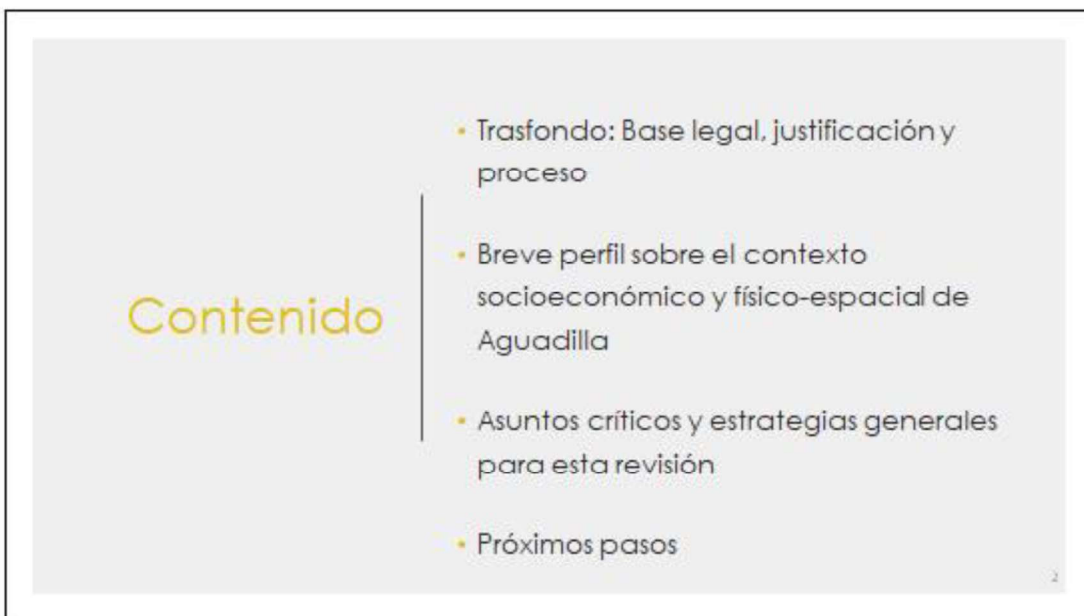 Contenido
• Trasfondo: Base legal, justificación y
proceso
• Breve perfil sobre el contexto
socioeconómico y físico-espacial de
Aguadilla
• Asuntos críticos y estrategias generales
para esta revisión
• Próximos pasos
2